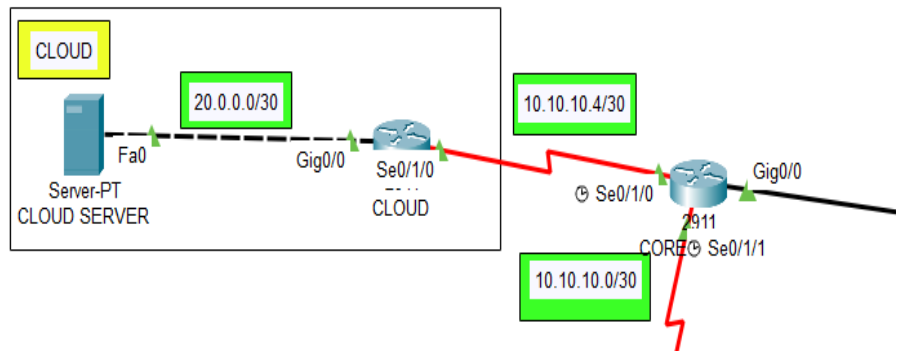 CLOUD
20.0.0.0/30
10.10.10.4/30
Fa0
Gig0/0
Se0/1/0
Server-PT
CLOUD SERVER
CLOUD
Se0/1/0
Gig0/0
2911
CORE
Se0/1/1
10.10.10.0/30